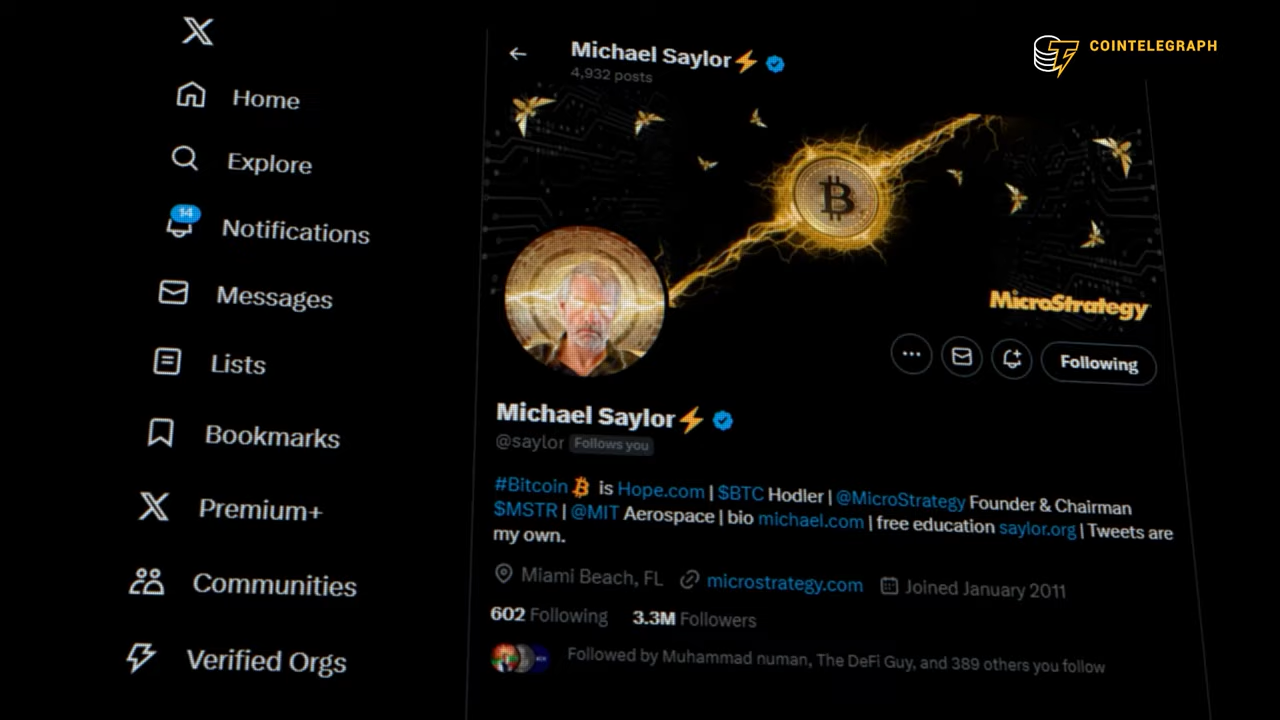 X
Home
Explore
14
Notifications
Messages
Lists
Bookmarks
Premium+
Communities
Verified Orgs
Michael Saylor⚡
4,932 posts
COINTELEGRAPH
MicroStrategy
Following
Michael Saylor⚡
@saylor Follows you
#Bitcoin is Hope.com | $BTC Hodler | @MicroStrategy Founder & Chairman
$MSTR | @MIT Aerospace | bio michael.com | free education saylor.org | Tweets are
my own.
Miami Beach, FL microstrategy.com Joined January 2011
602 Following 3.3M Followers
Followed by Muhammad numan, The DeFi Guy, and 389 others you follow